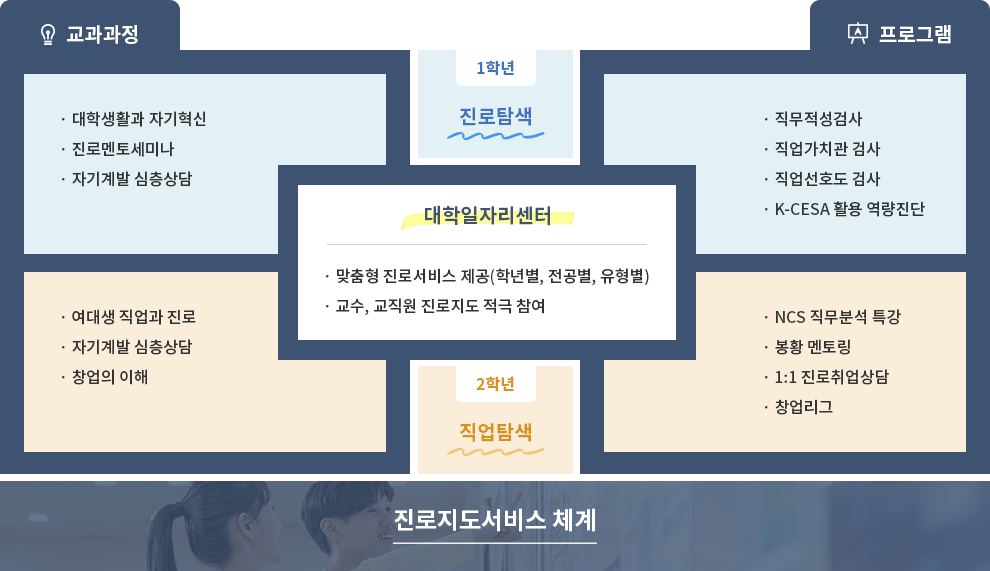 교과과정
프로그램
1학년
진로탐색
· 대학생활과 자기혁신
· 진로멘토세미나
· 자기계발 심층상담
· 직무적성검사
· 직업가치관 검사
· 직업선호도 검사
· K-CESA 활용 역량진단
대학일자리센터
· 맞춤형 진로서비스 제공(학년별, 전공별, 유형별)
· 교수, 교직원 진로지도 적극 참여
· 여대생 직업과 진로
· 자기계발 심층상담
· 창업의 이해
· NCS 직무분석 특강
· 봉황 멘토링
· 1:1 진로취업상담
· 창업리그
2학년
직업탐색
진로지도서비스 체계